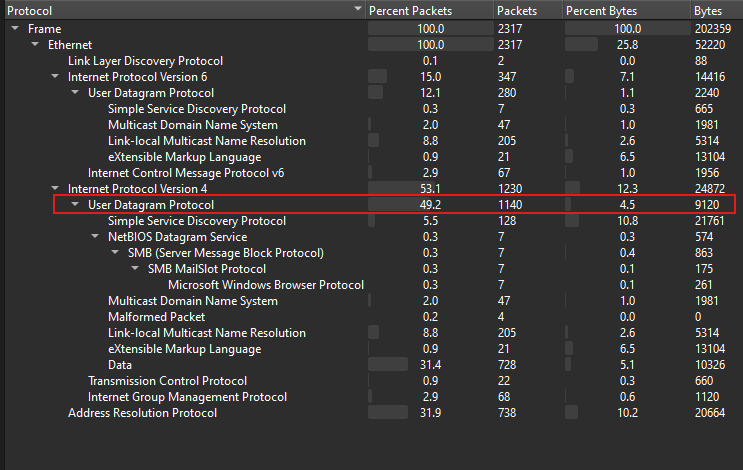 Protocol Percent Packets Packets Percent Bytes Bytes
Frame 100.0 2317 100.0 202359
Ethernet 100.0 2317 25.8 52220
Link Layer Discovery Protocol 0.1 2 0.0 88
Internet Protocol Version 6 15.0 347 7.1 14416
User Datagram Protocol 12.1 280 1.1 2240
Simple Service Discovery Protocol 0.3 7 0.3 665
Multicast Domain Name System 2.0 47 1.0 1981
Link-local Multicast Name Resolution 8.8 205 2.6 5314
eXtensible Markup Language 0.9 21 6.5 13104
Internet Control Message Protocol v6 2.9 67 1.0 1956
Internet Protocol Version 4 53.1 1230 12.3 24872
User Datagram Protocol 49.2 1140 4.5 9120
Simple Service Discovery Protocol 5.5 128 10.8 21761
NetBIOS Datagram Service 0.3 7 0.3 574
SMB (Server Message Block Protocol) 0.3 7 0.4 863
SMB MailSlot Protocol 0.3 7 0.1 175
Microsoft Windows Browser Protocol 0.3 7 0.1 261
Multicast Domain Name System 2.0 47 1.0 1981
Malformed Packet 0.2 4 0.0 0
Link-local Multicast Name Resolution 8.8 205 2.6 5314
eXtensible Markup Language 0.9 21 6.5 13104
Data 31.4 728 5.1 10326
Transmission Control Protocol 0.9 22 0.3 660
Internet Group Management Protocol 2.9 68 0.6 1120
Address Resolution Protocol 31.9 738 10.2 20664